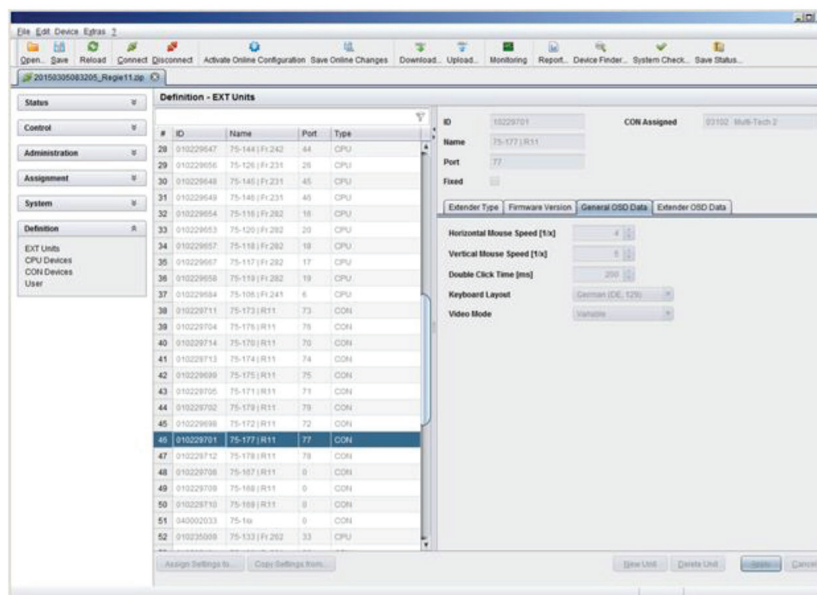 File Edit Device Extras ?
Open... Save Reload Connect Disconnect Activate Online Configuration Save Online Changes Download... Upload... Monitoring Report... Device Finder... System Check... Save Status...
20150305083205_Regie11.zip
Status
Control
Administration
Assignment
System
Definition
EXT Units
CPU Devices
CON Devices
User
Definition - EXT Units
# ID Name Port Type
28 010229647 75-144 | Fr.242 44 CPU
29 010229656 75-126 | Fr.231 26 CPU
30 010229648 75-145 | Fr.231 45 CPU
31 010229649 75-146 | Fr.231 46 CPU
32 010229654 75-116 | Fr.282 16 CPU
33 010229653 75-120 | Fr.282 20 CPU
34 010229657 75-118 | Fr.282 18 CPU
35 010229667 75-117 | Fr.282 17 CPU
36 010229658 75-119 | Fr.282 19 CPU
37 010229684 75-106 | Fr.241 6 CPU
38 010229711 75-173 | R11 73 CON
39 010229704 75-176 | R11 76 CON
40 010229714 75-170 | R11 70 CON
41 010229713 75-174 | R11 74 CON
42 010229699 75-175 | R11 75 CON
43 010229705 75-171 | R11 71 CON
44 010229702 75-179 | R11 79 CON
45 010229698 75-172 | R11 72 CON
46 010229701 75-177 | R11 77 CON
47 010229712 75-178 | R11 78 CON
48 010229708 75-167 | R11 0 CON
49 010229709 75-168 | R11 0 CON
50 010229710 75-169 | R11 0 CON
51 040002033 0 CON
52 010235009 75-133 | Fr.282 33 CPU
Assign Settings to... Copy Settings from...
ID 10229701 CON Assigned 03102 Multi-Tech 2
Name 75-177 | R11
Port 77
Fixed
Extender Type Firmware Version General OSD Data Extender OSD Data
Horizontal Mouse Speed [1/x] 4
Vertical Mouse Speed [1/x] 5
Double Click Time [ms] 200
Keyboard Layout German (DE, 129)
Video Mode Variable
New Unit Delete Unit Apply Cancel